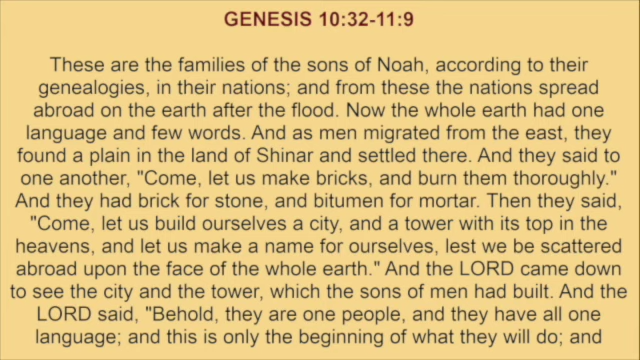 GENESIS 10:32-11:9
These are the families of the sons of Noah, according to their
genealogies, in their nations; and from these the nations spread
abroad on the earth after the flood. Now the whole earth had one
language and few words. And as men migrated from the east, they
found a plain in the land of Shinar and settled there. And they said to
one another, "Come, let us make bricks, and burn them thoroughly."
And they had brick for stone, and bitumen for mortar. Then they said,
"Come, let us build ourselves a city, and a tower with its top in the
heavens, and let us make a name for ourselves, lest we be scattered
abroad upon the face of the whole earth." And the LORD came down
to see the city and the tower, which the sons of men had built. And the
LORD said, "Behold, they are one people, and they have all one
language; and this is only the beginning of what they will do; and